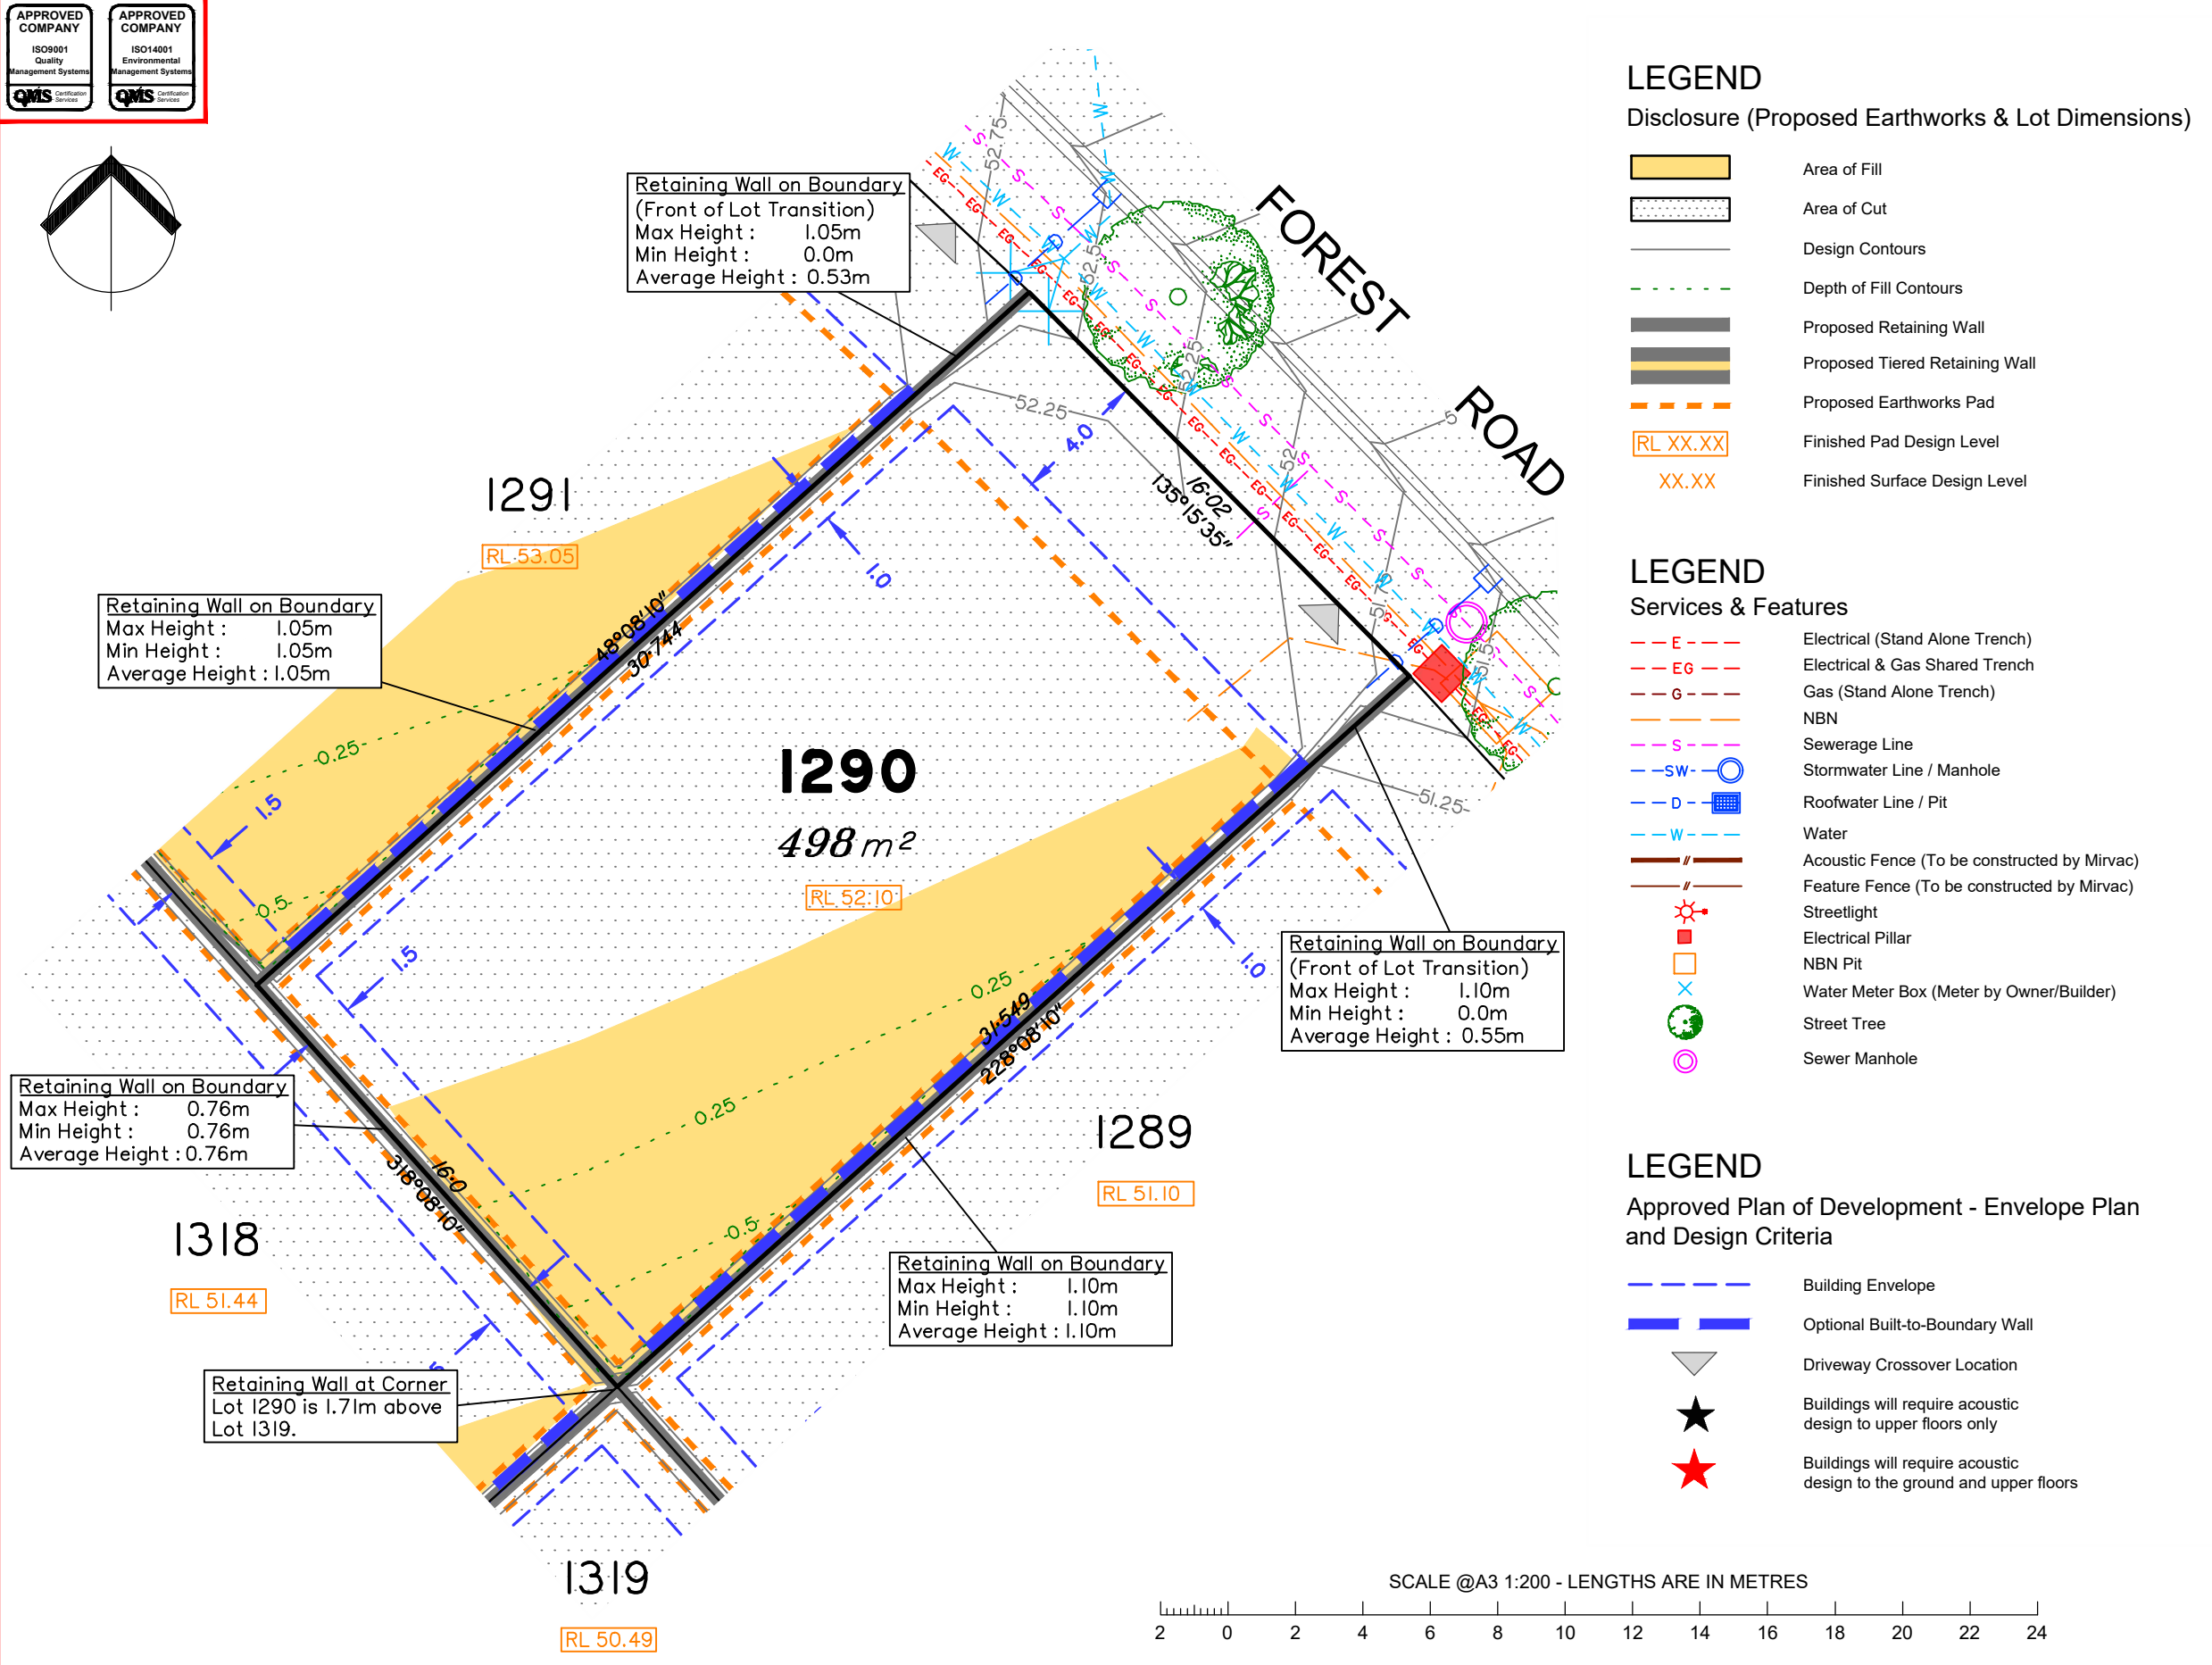 APPROVED
COMPANY
ISO9001
Quality
Management Systems
QMS Certification
Services
APPROVED
COMPANY
ISO14001
Environmental
Management Systems
QMS Certification
Services
Retaining Wall on Boundary
(Front of Lot Transition)
Max Height : 1.05m
Min Height : 0.0m
Average Height : 0.53m
FOREST
ROAD
52.75
52.5
52.25
52.25
51.75
51.5
51.25
4.0
16·02
135°15'35"
1291
RL 53.05
1.0
48°08'10"
30·744
Retaining Wall on Boundary
Max Height : 1.05m
Min Height : 1.05m
Average Height : 1.05m
0.25
1.5
0.5
1290
498 m²
RL 52.10
1.5
0.25
0.25
0.5
31·549
228°08'10"
1.0
Retaining Wall on Boundary
(Front of Lot Transition)
Max Height : 1.10m
Min Height : 0.0m
Average Height : 0.55m
Retaining Wall on Boundary
Max Height : 0.76m
Min Height : 0.76m
Average Height : 0.76m
16·0
318°08'10"
1318
RL 51.44
1289
RL 51.10
Retaining Wall on Boundary
Max Height : 1.10m
Min Height : 1.10m
Average Height : 1.10m
Retaining Wall at Corner
Lot 1290 is 1.71m above
Lot 1319.
1319
RL 50.49
LEGEND
Disclosure (Proposed Earthworks & Lot Dimensions)
Area of Fill
Area of Cut
Design Contours
Depth of Fill Contours
Proposed Retaining Wall
Proposed Tiered Retaining Wall
Proposed Earthworks Pad
RL XX.XX Finished Pad Design Level
XX.XX Finished Surface Design Level
LEGEND
Services & Features
E Electrical (Stand Alone Trench)
EG Electrical & Gas Shared Trench
G Gas (Stand Alone Trench)
NBN
S Sewerage Line
SW Stormwater Line / Manhole
D Roofwater Line / Pit
W Water
Acoustic Fence (To be constructed by Mirvac)
Feature Fence (To be constructed by Mirvac)
Streetlight
Electrical Pillar
NBN Pit
Water Meter Box (Meter by Owner/Builder)
Street Tree
Sewer Manhole
LEGEND
Approved Plan of Development - Envelope Plan
and Design Criteria
Building Envelope
Optional Built-to-Boundary Wall
Driveway Crossover Location
Buildings will require acoustic
design to upper floors only
Buildings will require acoustic
design to the ground and upper floors
SCALE @A3 1:200 - LENGTHS ARE IN METRES
2 0 2 4 6 8 10 12 14 16 18 20 22 24